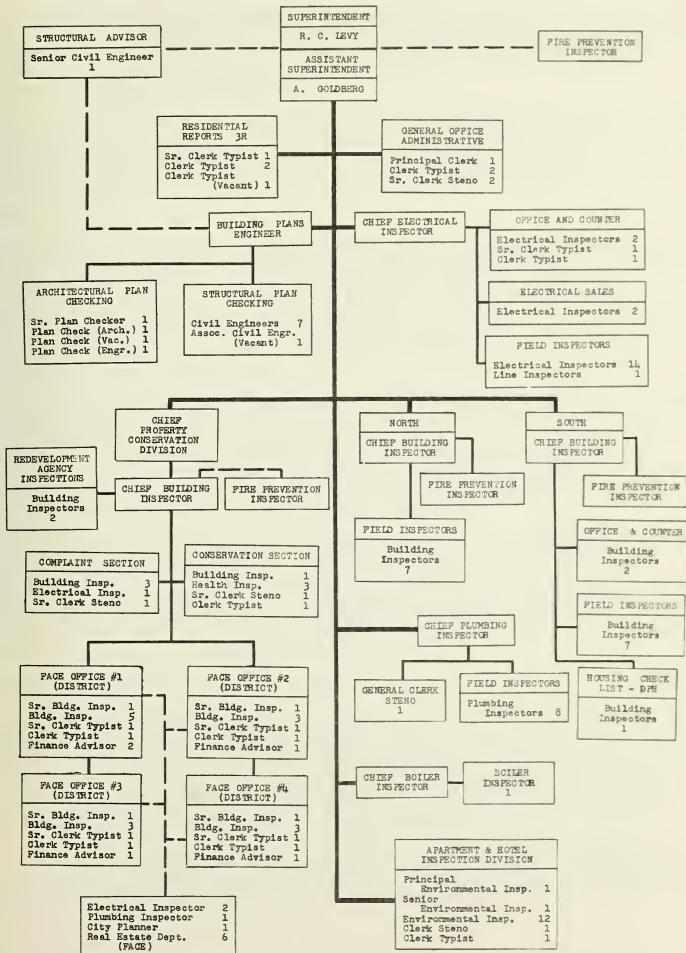 SUPERINTENDENT
R. C. LEVY
ASSISTANT
SUPERINTENDENT
A. GOLDBERG
STRUCTURAL ADVISOR
Senior Civil Engineer
1
FIRE PREVENTION
INSPECTOR
RESIDENTIAL
REPORTS 3R
Sr. Clerk Typist 1
Clerk Typist 2
Clerk Typist
(Vacant) 1
GENERAL OFFICE
ADMINISTRATIVE
Principal Clerk 1
Clerk Typist 2
Sr. Clerk Steno 2
BUILDING PLANS
ENGINEER
CHIEF ELECTRICAL
INSPECTOR
OFFICE AND COUNTER
Electrical Inspectors 2
Sr. Clerk Typist 1
Clerk Typist 1
ARCHITECTURAL PLAN
CHECKING
Sr. Plan Checker 1
Plan Check (Arch.) 1
Plan Check (Vac.) 1
Plan Check (Engr.) 1
STRUCTURAL PLAN
CHECKING
Civil Engineers 7
Assoc. Civil Engr.
(Vacant) 1
ELECTRICAL SALES
Electrical Inspectors 2
FIELD INSPECTORS
Electrical Inspectors 14
Line Inspectors 1
CHIEF
PROPERTY
CONSERVATION
DIVISION
NORTH
CHIEF BUILDING
INSPECTOR
SOUTH
CHIEF BUILDING
INSPECTOR
REDEVELOPMENT
AGENCY
INSPECTIONS
Building
Inspectors
2
CHIEF BUILDING
INSPECTOR
FIRE PREVENTION
INSPECTOR
FIRE PREVENTION
INSPECTOR
FIRE PREVENTION
INSPECTOR
FIELD INSPECTORS
Building
Inspectors
7
OFFICE & COUNTER
Building
Inspectors
2
COMPLAINT SECTION
Building Insp. 3
Electrical Insp. 1
Sr. Clerk Steno 1
CONSERVATION SECTION
Building Insp. 1
Health Insp. 3
Sr. Clerk Steno 1
Clerk Typist 1
FIELD INSPECTORS
Building
Inspectors
7
CHIEF PLUMBING
INSPECTOR
GENERAL CLERK
STENO
1
FIELD INSPECTORS
Plumbing
Inspectors 8
HOUSING CHECK
LIST - DPH
Building
Inspectors
1
FACE OFFICE #1
(DISTRICT)
Sr. Bldg. Insp. 1
Bldg. Insp. 5
Sr. Clerk Typist 1
Clerk Typist 1
Finance Advisor 2
FACE OFFICE #2
(DISTRICT)
Sr. Bldg. Insp. 1
Bldg. Insp. 3
Sr. Clerk Typist 1
Clerk Typist 1
Finance Advisor 1
CHIEF BOILER
INSPECTOR
BOILER
INSPECTOR
1
FACE OFFICE #3
(DISTRICT)
Sr. Bldg. Insp. 1
Bldg. Insp. 3
Sr. Clerk Typist 1
Clerk Typist 1
Finance Advisor 1
FACE OFFICE #4
(DISTRICT)
Sr. Bldg. Insp. 1
Bldg. Insp. 3
Sr. Clerk Typist 1
Clerk Typist 1
Finance Advisor 1
APARTMENT & HOTEL
INSPECTION DIVISION
Principal
Environmental Insp. 1
Senior
Environmental Insp. 1
Environmental Insp. 12
Clerk Steno 1
Clerk Typist 1
Electrical Inspector 2
Plumbing Inspector 1
City Planner 1
Real Estate Dept. 6
(FACE)